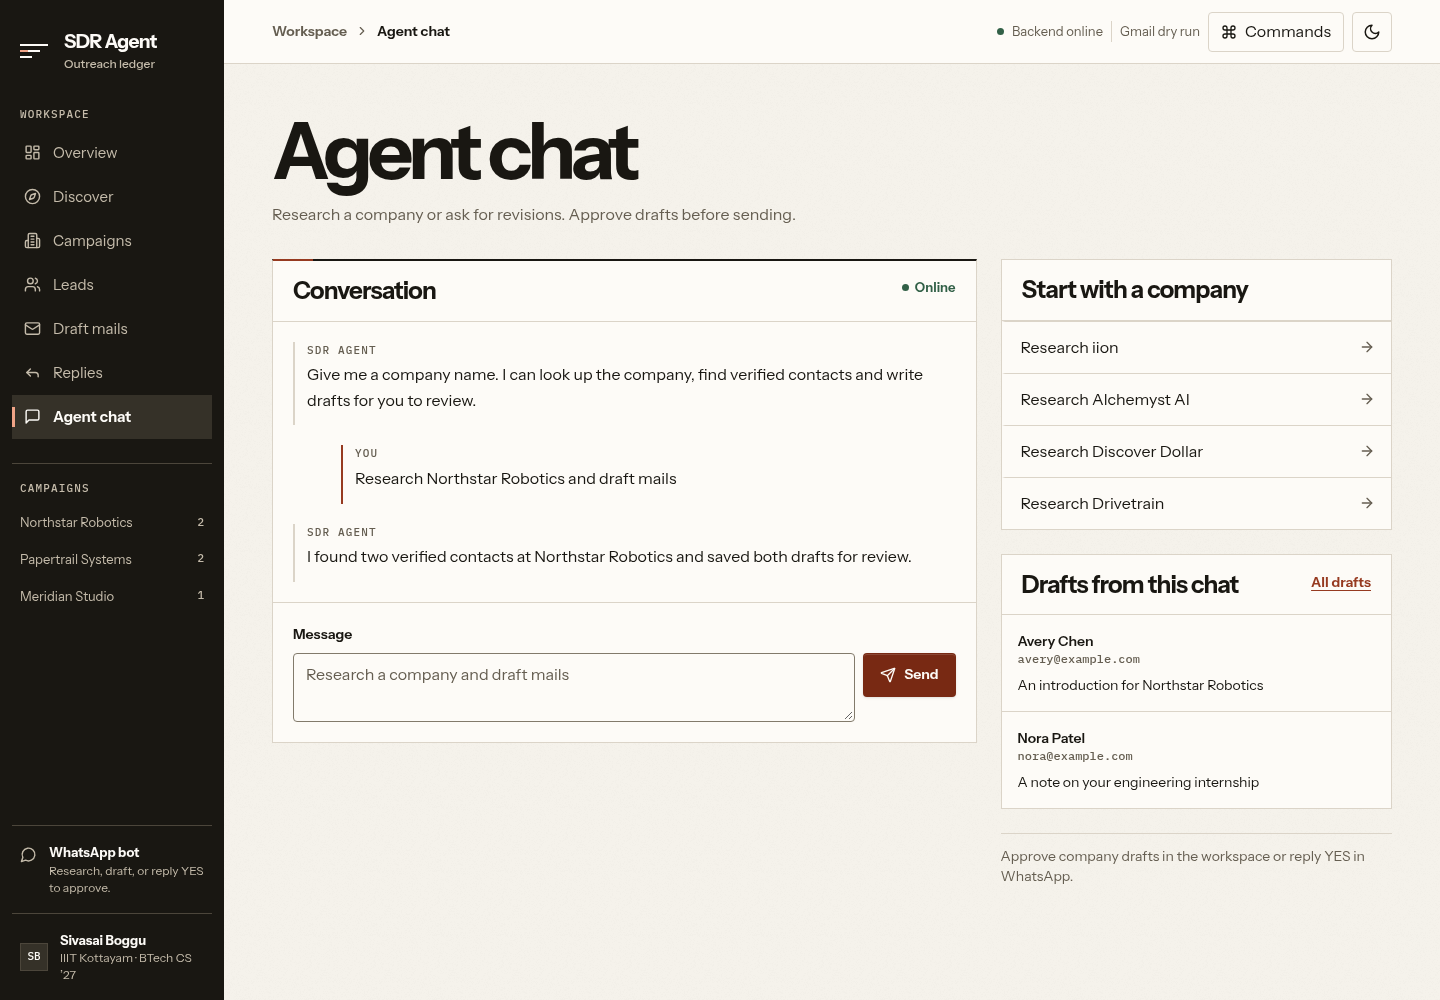 SDR Agent
Outreach ledger
WORKSPACE
Overview
Discover
Campaigns
Leads
Draft mails
Replies
Agent chat
CAMPAIGNS
Northstar Robotics 2
Papertrail Systems 2
Meridian Studio 1
WhatsApp bot
Research, draft, or reply YES
to approve.
SB
Sivasai Boggu
IIIT Kottayam · BTech CS
'27
Workspace > Agent chat
Backend online
Gmail dry run
Commands
Agent chat
Research a company or ask for revisions. Approve drafts before sending.
Conversation
Online
SDR AGENT
Give me a company name. I can look up the company, find verified contacts and write
drafts for you to review.
YOU
Research Northstar Robotics and draft mails
SDR AGENT
I found two verified contacts at Northstar Robotics and saved both drafts for review.
Message
Research a company and draft mails
Send
Start with a company
Research iion
Research Alchemyst AI
Research Discover Dollar
Research Drivetrain
Drafts from this chat
All drafts
Avery Chen
avery@example.com
An introduction for Northstar Robotics
Nora Patel
nora@example.com
A note on your engineering internship
Approve company drafts in the workspace or reply YES in
WhatsApp.